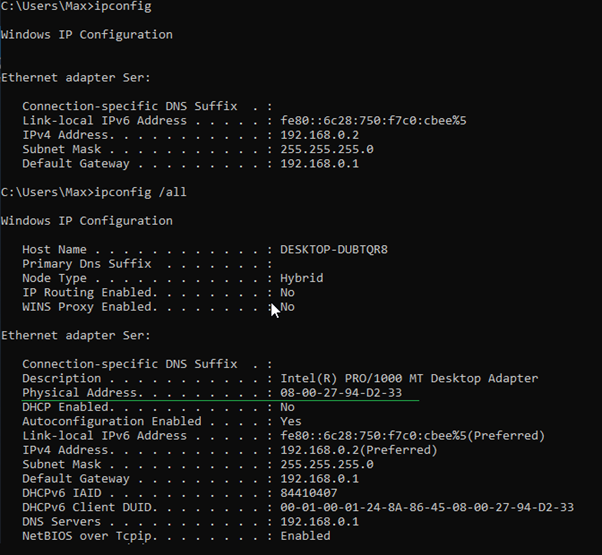 C:\Users\Max>ipconfig
Windows IP Configuration
Ethernet adapter Ser:
Connection-specific DNS Suffix . :
Link-local IPv6 Address . . . . . : fe80::6c28:750:f7c0:cbee%5
IPv4 Address. . . . . . . . . . . : 192.168.0.2
Subnet Mask . . . . . . . . . . . : 255.255.255.0
Default Gateway . . . . . . . . . : 192.168.0.1
C:\Users\Max>ipconfig /all
Windows IP Configuration
Host Name . . . . . . . . . . . . : DESKTOP-DUBTQR8
Primary Dns Suffix . . . . . . . :
Node Type . . . . . . . . . . . . : Hybrid
IP Routing Enabled. . . . . . . . : No
WINS Proxy Enabled. . . . . . . . : No
Ethernet adapter Ser:
Connection-specific DNS Suffix . :
Description . . . . . . . . . . . : Intel(R) PRO/1000 MT Desktop Adapter
Physical Address. . . . . . . . . : 08-00-27-94-D2-33
DHCP Enabled. . . . . . . . . . . : No
Autoconfiguration Enabled . . . . : Yes
Link-local IPv6 Address . . . . . : fe80::6c28:750:f7c0:cbee%5(Preferred)
IPv4 Address. . . . . . . . . . . : 192.168.0.2(Preferred)
Subnet Mask . . . . . . . . . . . : 255.255.255.0
Default Gateway . . . . . . . . . : 192.168.0.1
DHCPv6 IAID . . . . . . . . . . . : 84410407
DHCPv6 Client DUID. . . . . . . . : 00-01-00-01-24-8A-86-45-08-00-27-94-D2-33
DNS Servers . . . . . . . . . . . : 192.168.0.1
NetBIOS over Tcpip. . . . . . . . : Enabled